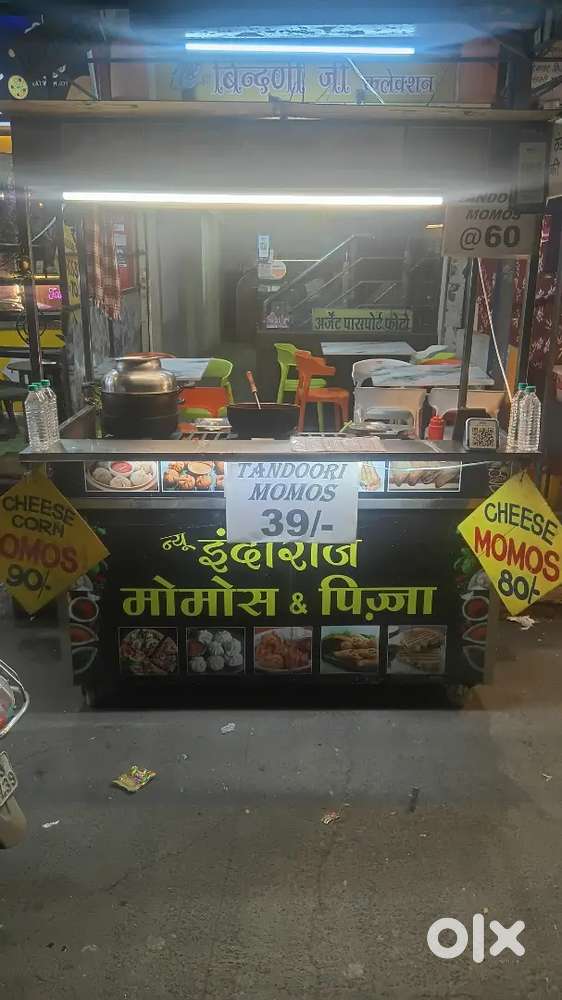 बिन्दणी जी कलेक्शन
TANDOORI
MOMOS
@60
अर्जेंट पासपोर्ट फोटो
TANDOORI
MOMOS
39/-
CHEESE
CORN
MOMOS
90/-
CHEESE
MOMOS
80/-
न्यू इंदौराज
मोमोस & पिज़्जा
olx